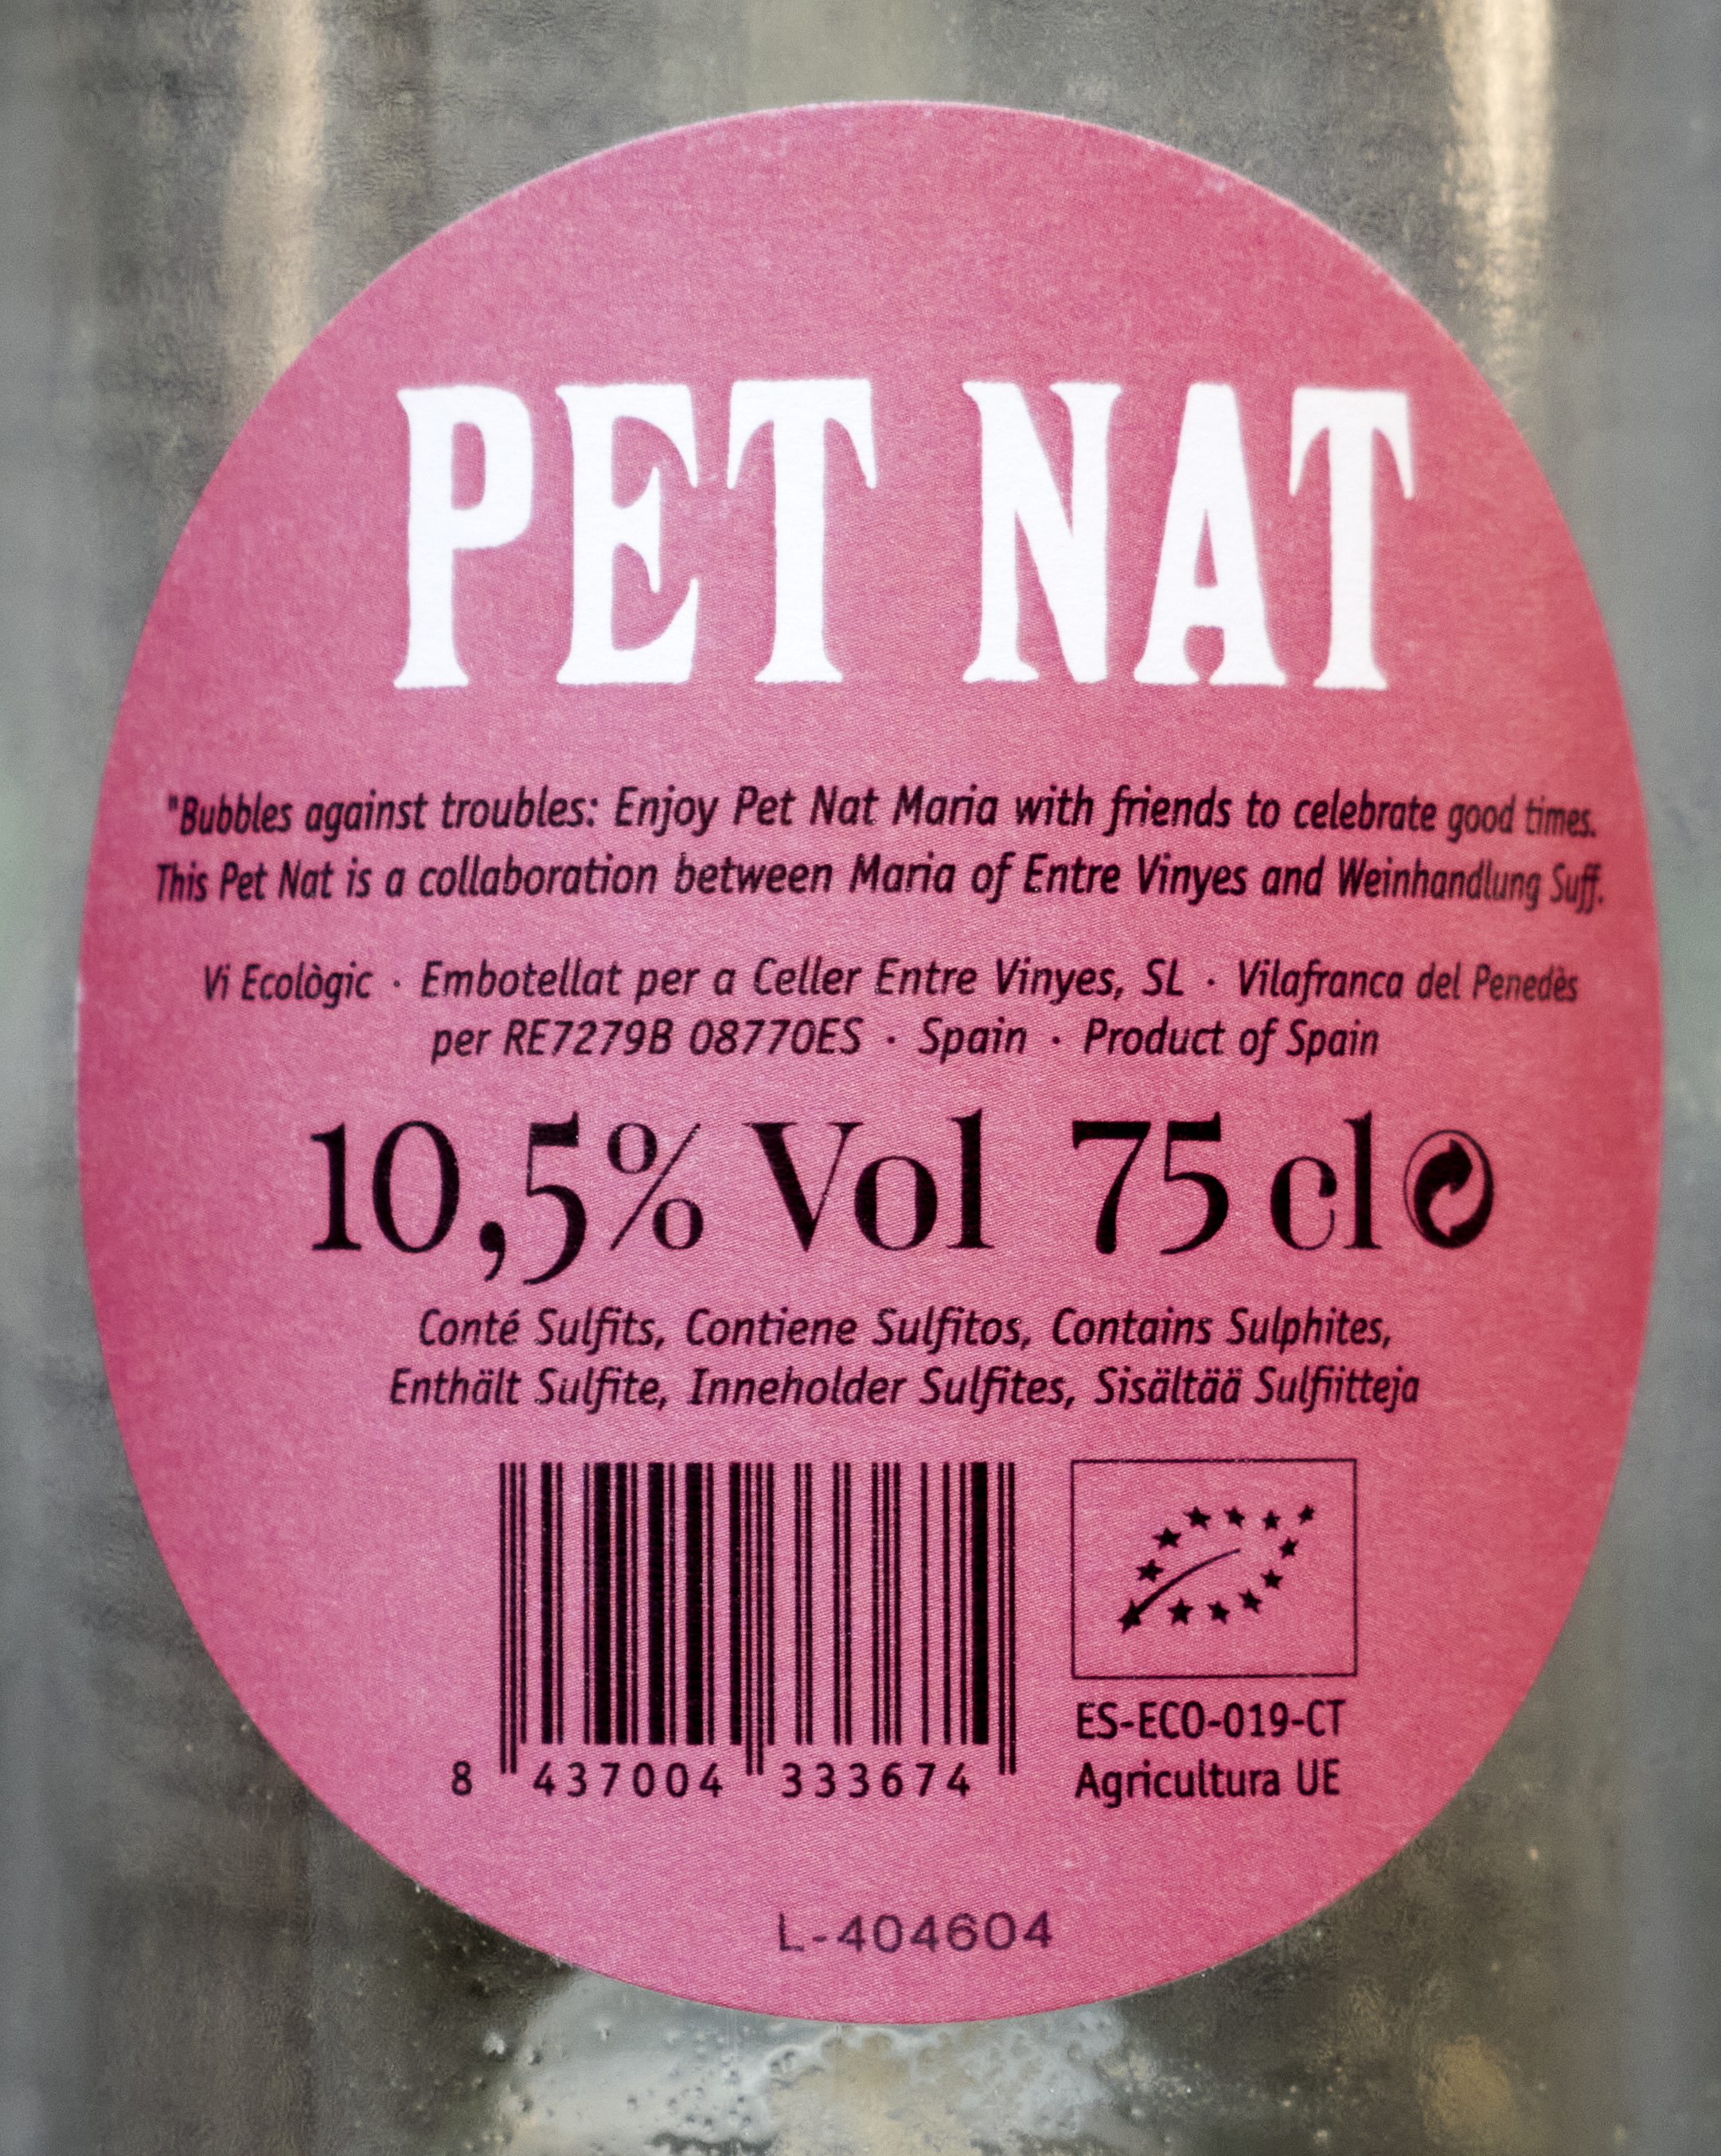 PET NAT
"Bubbles against troubles: Enjoy Pet Nat Maria with friends to celebrate good times.
This Pet Nat is a collaboration between Maria of Entre Vinyes and Weinhandlung Suff.
Vi Ecològic · Embotellat per a Celler Entre Vinyes, SL · Vilafranca del Penedès
per RE7279B 08770ES · Spain · Product of Spain
10,5% Vol 75 cl
Conté Sulfits, Contiene Sulfitos, Contains Sulphites,
Enthält Sulfite, Inneholder Sulfites, Sisältää Sulfiitteja
8 437004 333674
ES-ECO-019-CT
Agricultura UE
L-404604